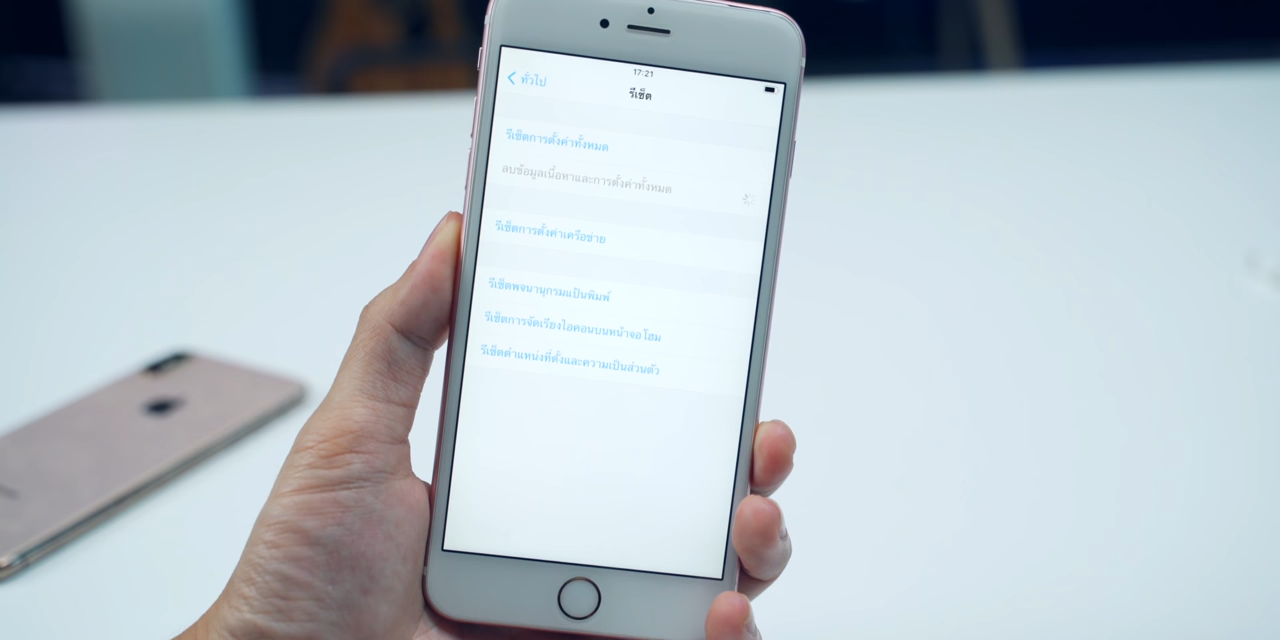 17:21
ทั่วไป
รีเซ็ต
รีเซ็ตการตั้งค่าทั้งหมด
ลบข้อมูลเนื้อหาและการตั้งค่าทั้งหมด
รีเซ็ตการตั้งค่าเครือข่าย
รีเซ็ตพจนานุกรมแป้นพิมพ์
รีเซ็ตการจัดเรียงไอคอนบนหน้าจอโฮม
รีเซ็ตตำแหน่งที่ตั้งและความเป็นส่วนตัว